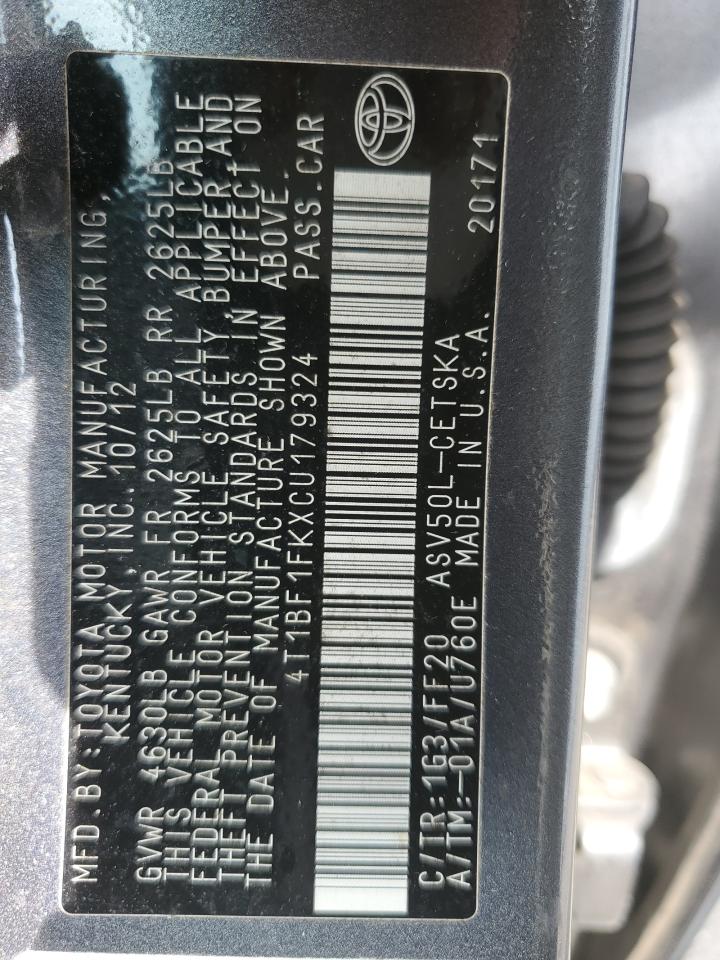 MFD.BY:TOYOTA MOTOR MANUFACTURING,
KENTUCKY, INC. 10/12
GVWR 4630LB GAWR FR 2625LB RR 2625LB
THIS VEHICLE CONFORMS TO ALL APPLICABLE
FEDERAL MOTOR VEHICLE SAFETY, BUMPER, AND
THEFT PREVENTION STANDARDS IN EFFECT ON
THE DATE OF MANUFACTURE SHOWN ABOVE.
4T1BF1FKXCU179324 PASS.CAR
C/TR:1G3/FF20 ASV50L-CETSKA
A/TM:-01A/U760E MADE IN U.S.A.
20171